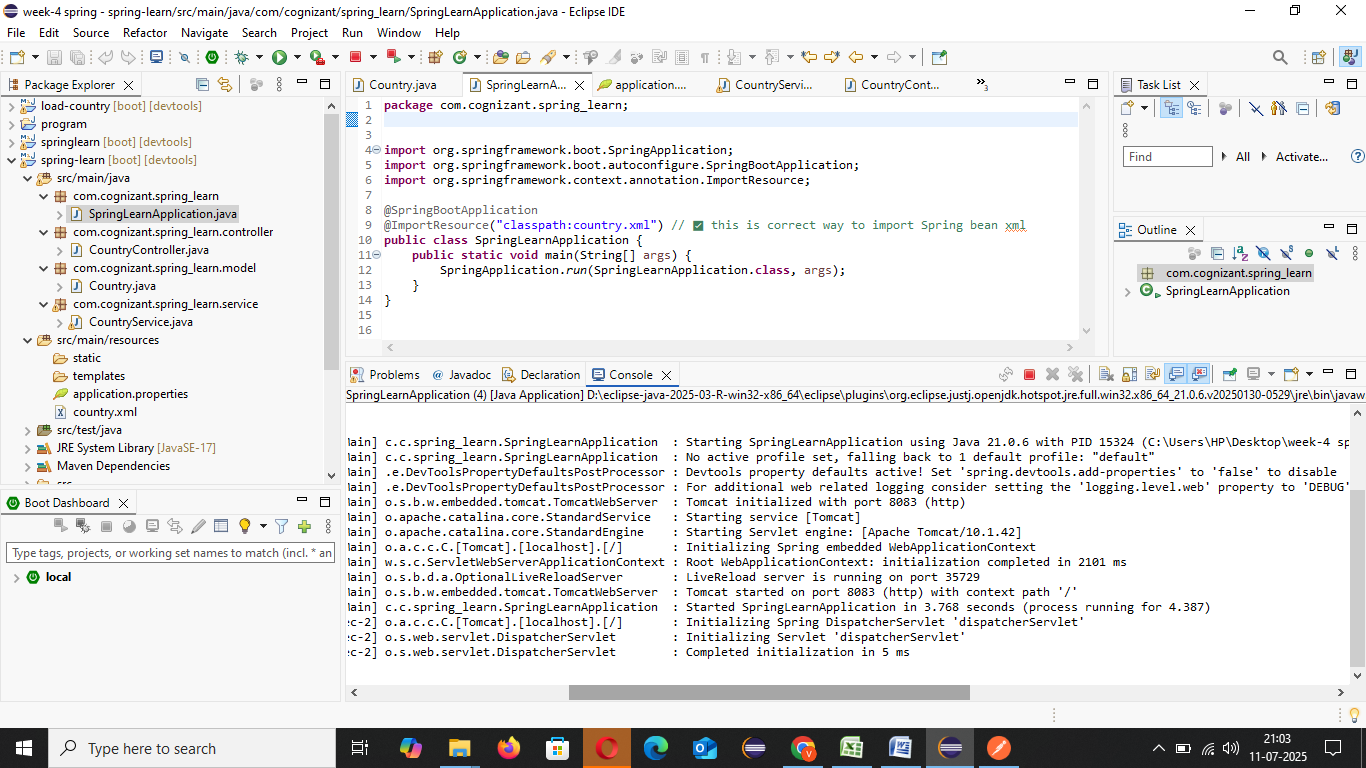 week-4 spring - spring-learn/src/main/java/com/cognizant/spring_learn/SpringLearnApplication.java - Eclipse IDE
File Edit Source Refactor Navigate Search Project Run Window Help
Package Explorer
load-country [boot] [devtools]
program
springlearn [boot] [devtools]
spring-learn [boot] [devtools]
src/main/java
com.cognizant.spring_learn
SpringLearnApplication.java
com.cognizant.spring_learn.controller
CountryController.java
com.cognizant.spring_learn.model
Country.java
com.cognizant.spring_learn.service
CountryService.java
src/main/resources
static
templates
application.properties
country.xml
src/test/java
JRE System Library [JavaSE-17]
Maven Dependencies
src
Boot Dashboard
Type tags, projects, or working set names to match (incl. * an
local
Country.java SpringLearnA... application.... CountryServi... CountryCont... »3
1 package com.cognizant.spring_learn;
2
3
4 import org.springframework.boot.SpringApplication;
5 import org.springframework.boot.autoconfigure.SpringBootApplication;
6 import org.springframework.context.annotation.ImportResource;
7
8 @SpringBootApplication
9 @ImportResource("classpath:country.xml") // ✅ this is correct way to import Spring bean xml
10 public class SpringLearnApplication {
11 public static void main(String[] args) {
12 SpringApplication.run(SpringLearnApplication.class, args);
13 }
14 }
15
16
Problems @ Javadoc Declaration Console
SpringLearnApplication (4) [Java Application] D:\eclipse-java-2025-03-R-win32-x86_64\eclipse\plugins\org.eclipse.justj.openjdk.hotspot.jre.full.win32.x86_64_21.0.6.v20250130-0529\jre\bin\javaw
main] c.c.spring_learn.SpringLearnApplication : Starting SpringLearnApplication using Java 21.0.6 with PID 15324 (C:\Users\HP\Desktop\week-4 sp
main] c.c.spring_learn.SpringLearnApplication : No active profile set, falling back to 1 default profile: "default"
main] .e.DevToolsPropertyDefaultsPostProcessor : Devtools property defaults active! Set 'spring.devtools.add-properties' to 'false' to disable
main] .e.DevToolsPropertyDefaultsPostProcessor : For additional web related logging consider setting the 'logging.level.web' property to 'DEBUG'
main] o.s.b.w.embedded.tomcat.TomcatWebServer : Tomcat initialized with port 8083 (http)
main] o.apache.catalina.core.StandardService : Starting service [Tomcat]
main] o.apache.catalina.core.StandardEngine : Starting Servlet engine: [Apache Tomcat/10.1.42]
main] o.a.c.c.C.[Tomcat].[localhost].[/] : Initializing Spring embedded WebApplicationContext
main] w.s.c.ServletWebServerApplicationContext : Root WebApplicationContext: initialization completed in 2101 ms
main] o.s.b.d.a.OptionalLiveReloadServer : LiveReload server is running on port 35729
main] o.s.b.w.embedded.tomcat.TomcatWebServer : Tomcat started on port 8083 (http) with context path '/'
main] c.c.spring_learn.SpringLearnApplication : Started SpringLearnApplication in 3.768 seconds (process running for 4.387)
ec-2] o.a.c.c.C.[Tomcat].[localhost].[/] : Initializing Spring DispatcherServlet 'dispatcherServlet'
ec-2] o.s.web.servlet.DispatcherServlet : Initializing Servlet 'dispatcherServlet'
ec-2] o.s.web.servlet.DispatcherServlet : Completed initialization in 5 ms
Task List
Find All Activate...
Outline
com.cognizant.spring_learn
SpringLearnApplication
Type here to search
21:03
11-07-2025